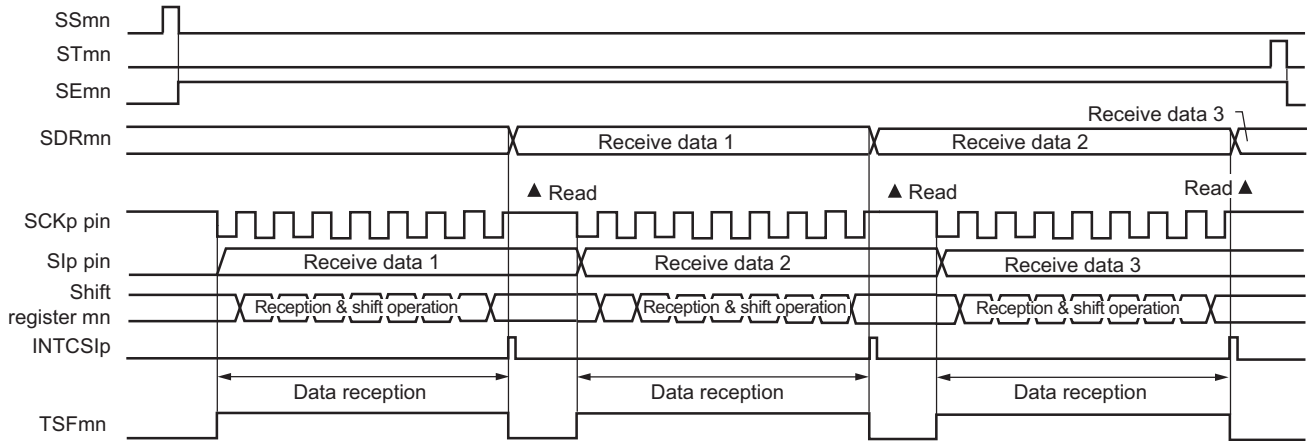 SSmn
STmn
SEmn
Receive data 3
SDRmn
Receive data 1
Receive data 2
▲ Read
▲ Read
Read ▲
SCKp pin
SIp pin
Receive data 1
Receive data 2
Receive data 3
Shift
register mn
Reception & shift operation
Reception & shift operation
Reception & shift operation
INTCSIp
Data reception
Data reception
Data reception
TSFmn